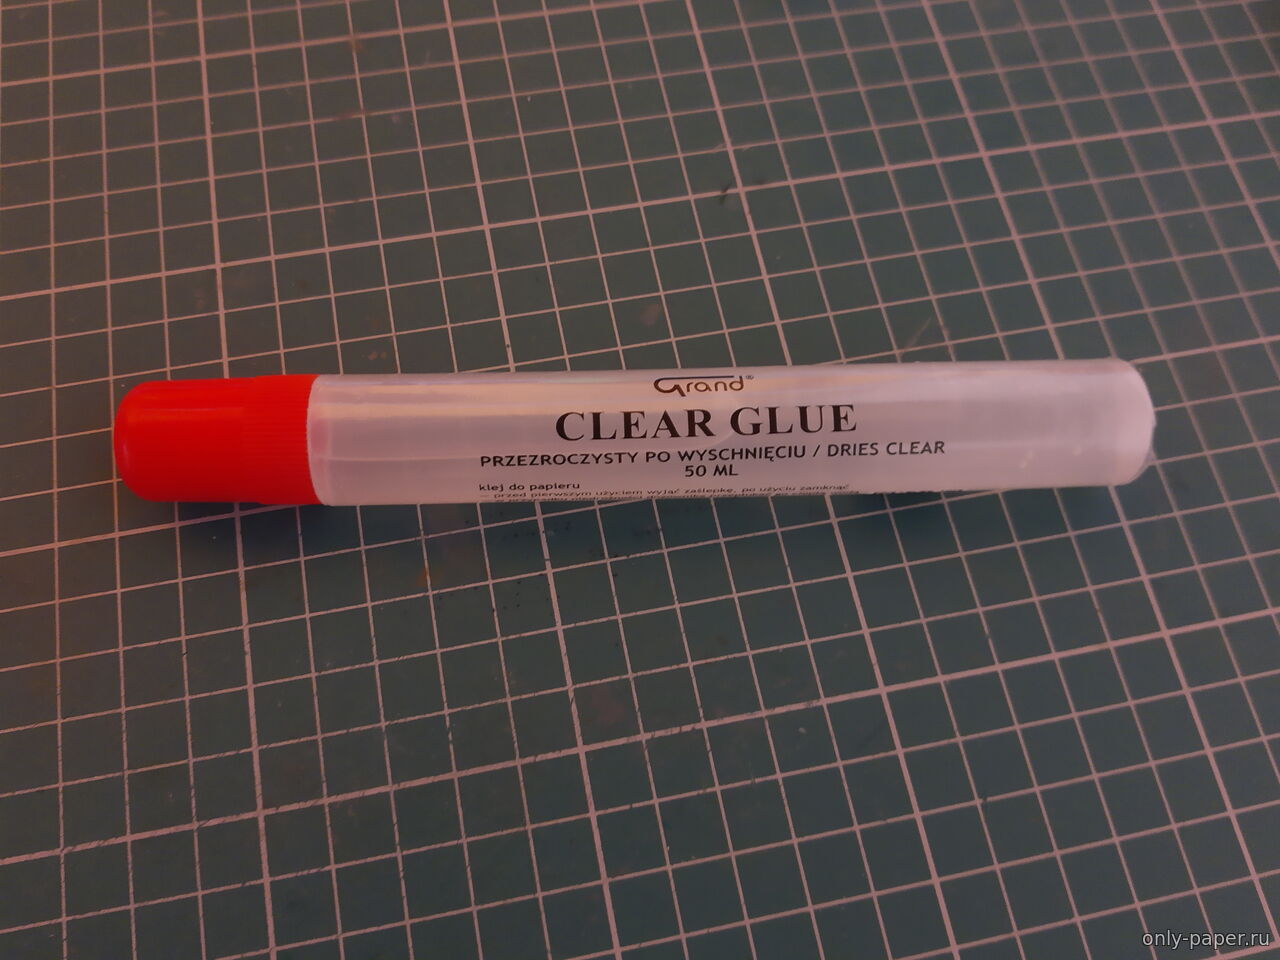 Grand®
CLEAR GLUE
PRZEZROCZYSTY PO WYSCHNIĘCIU / DRIES CLEAR
50 ML
klej do papieru
– przed pierwszym użyciem wyjąć zaślepkę, po użyciu zamknąć
only-paper.ru